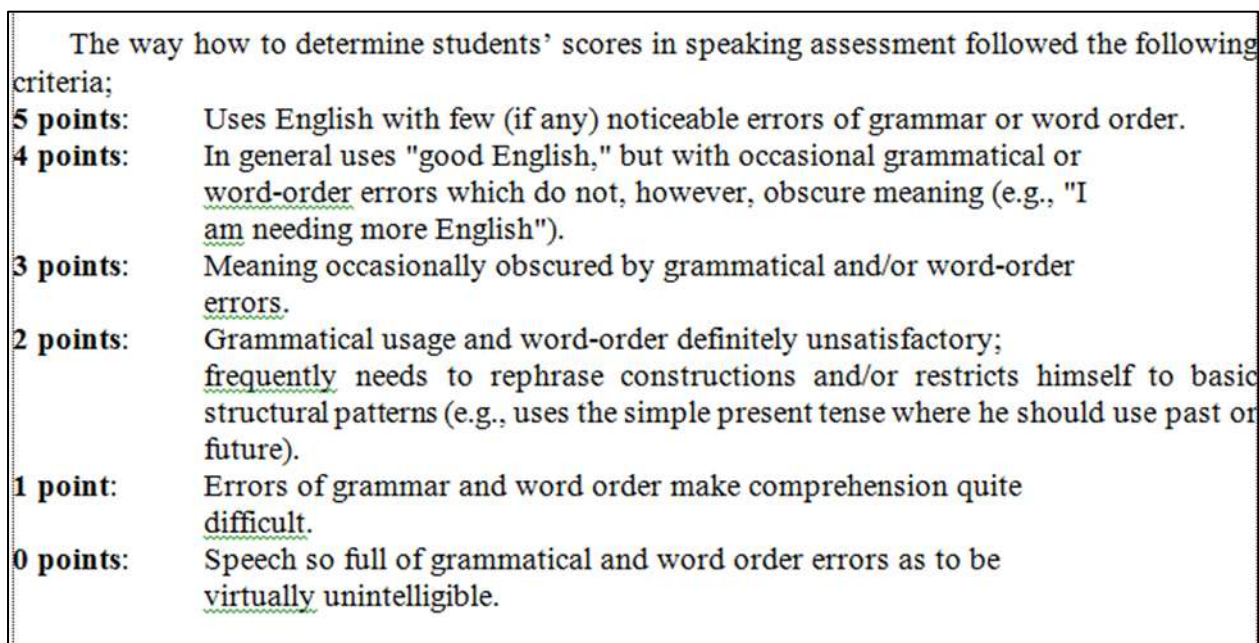 The way how to determine students’ scores in speaking assessment followed the following
criteria;
5 points: Uses English with few (if any) noticeable errors of grammar or word order.
4 points: In general uses "good English," but with occasional grammatical or
word-order errors which do not, however, obscure meaning (e.g., "I
am needing more English").
3 points: Meaning occasionally obscured by grammatical and/or word-order
errors.
2 points: Grammatical usage and word-order definitely unsatisfactory;
frequently needs to rephrase constructions and/or restricts himself to basic
structural patterns (e.g., uses the simple present tense where he should use past or
future).
1 point: Errors of grammar and word order make comprehension quite
difficult.
0 points: Speech so full of grammatical and word order errors as to be
virtually unintelligible.